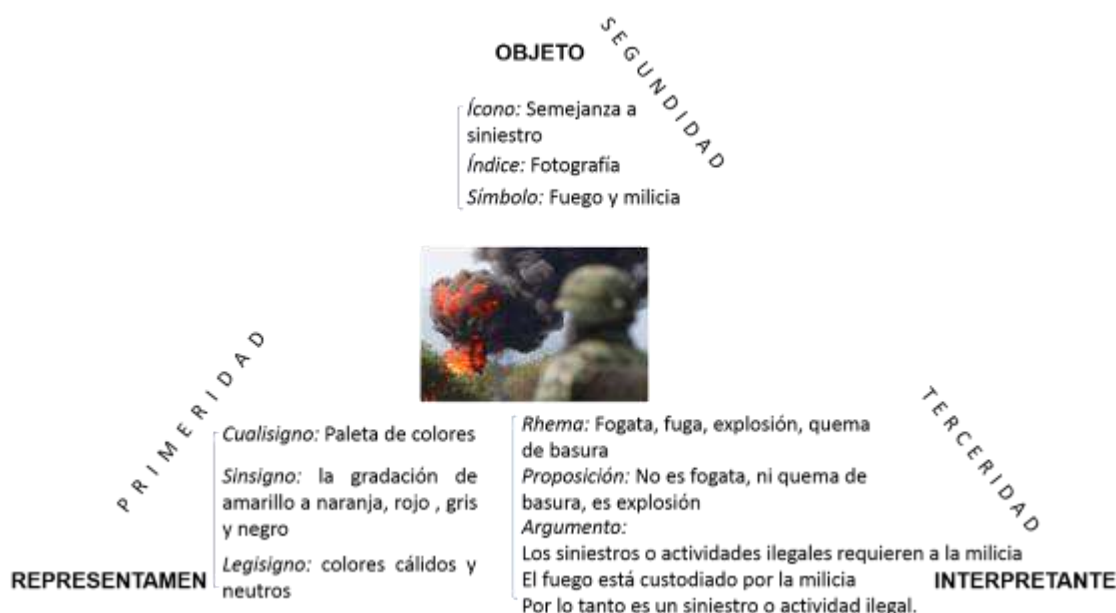 OBJETO
SEGUNDIDAD
Ícono: Semejanza a
siniestro
Índice: Fotografía
Símbolo: Fuego y milicia
PRIMERIDAD
Cualisigno: Paleta de colores
Sinsigno: la gradación de
amarillo a naranja, rojo , gris
y negro
Legisigno: colores cálidos y
neutros
REPRESENTAMEN
Rhema: Fogata, fuga, explosión, quema
de basura
Proposición: No es fogata, ni quema de
basura, es explosión
Argumento:
Los siniestros o actividades ilegales requieren a la milicia
El fuego está custodiado por la milicia
Por lo tanto es un siniestro o actividad ilegal.
TERCERIDAD
INTERPRETANTE